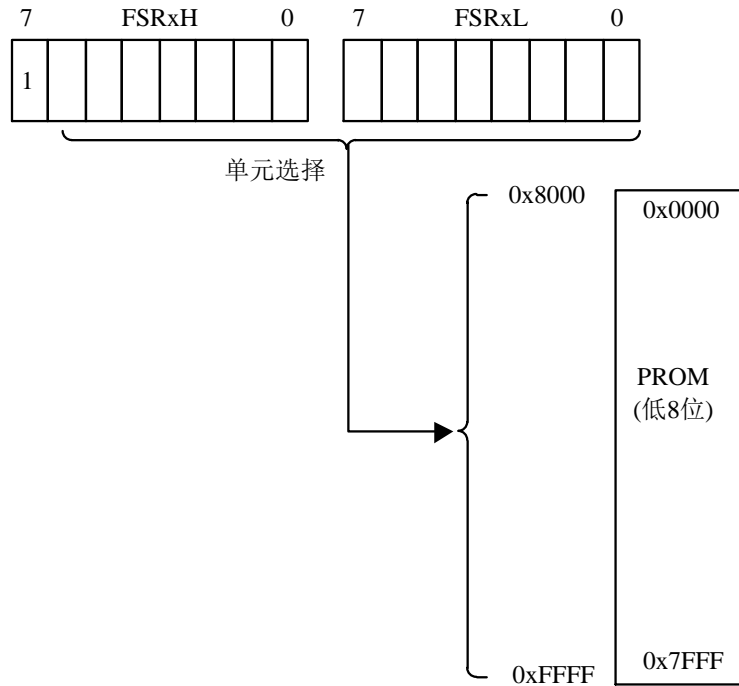 7 FSRxH 0 7 FSRxL 0
1
单元选择
0x8000 0x0000
PROM
(低8位)
0xFFFF 0x7FFF